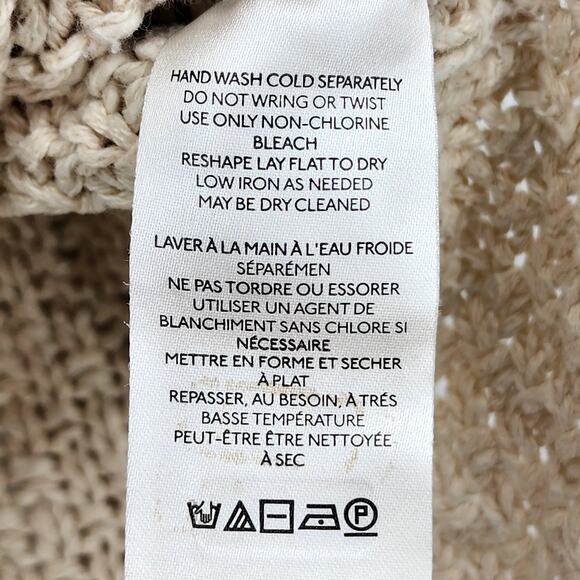 HAND WASH COLD SEPARATELY
DO NOT WRING OR TWIST
USE ONLY NON-CHLORINE
BLEACH
RESHAPE LAY FLAT TO DRY
LOW IRON AS NEEDED
MAY BE DRY CLEANED
LAVER À LA MAIN À L'EAU FROIDE
SÉPARÉMEN
NE PAS TORDRE OU ESSORER
UTILISER UN AGENT DE
BLANCHIMENT SANS CHLORE SI
NÉCESSAIRE
METTRE EN FORME ET SECHER
À PLAT
REPASSER, AU BESOIN, À TRÉS
BASSE TEMPÉRATURE
PEUT-ÊTRE ÊTRE NETTOYÉE-
À SEC
P